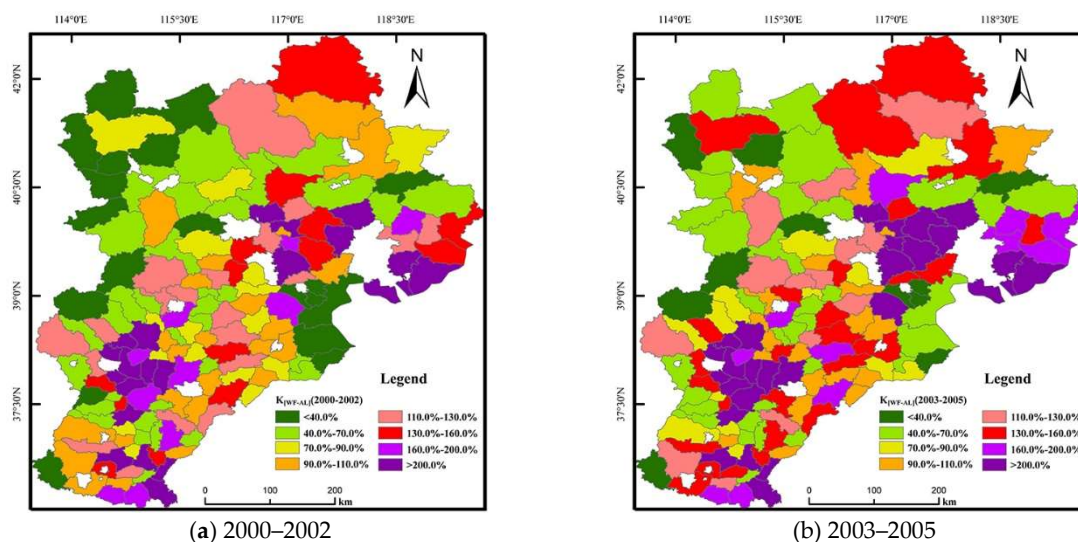 114°0'E 115°30'E 117°0'E 118°30'E
42°0'N
40°30'N
39°0'N
37°30'N
N
Legend
K[WF-AL](2000-2002)
<40.0% 110.0%-130.0%
40.0%-70.0% 130.0%-160.0%
70.0%-90.0% 160.0%-200.0%
90.0%-110.0% >200.0%
0 100 200
km
(a) 2000–2002
114°0'E 115°30'E 117°0'E 118°30'E
42°0'N
40°30'N
39°0'N
37°30'N
N
Legend
K[WF-AL](2003-2005)
<40.0% 110.0%-130.0%
40.0%-70.0% 130.0%-160.0%
70.0%-90.0% 160.0%-200.0%
90.0%-110.0% >200.0%
0 100 200
km
(b) 2003–2005